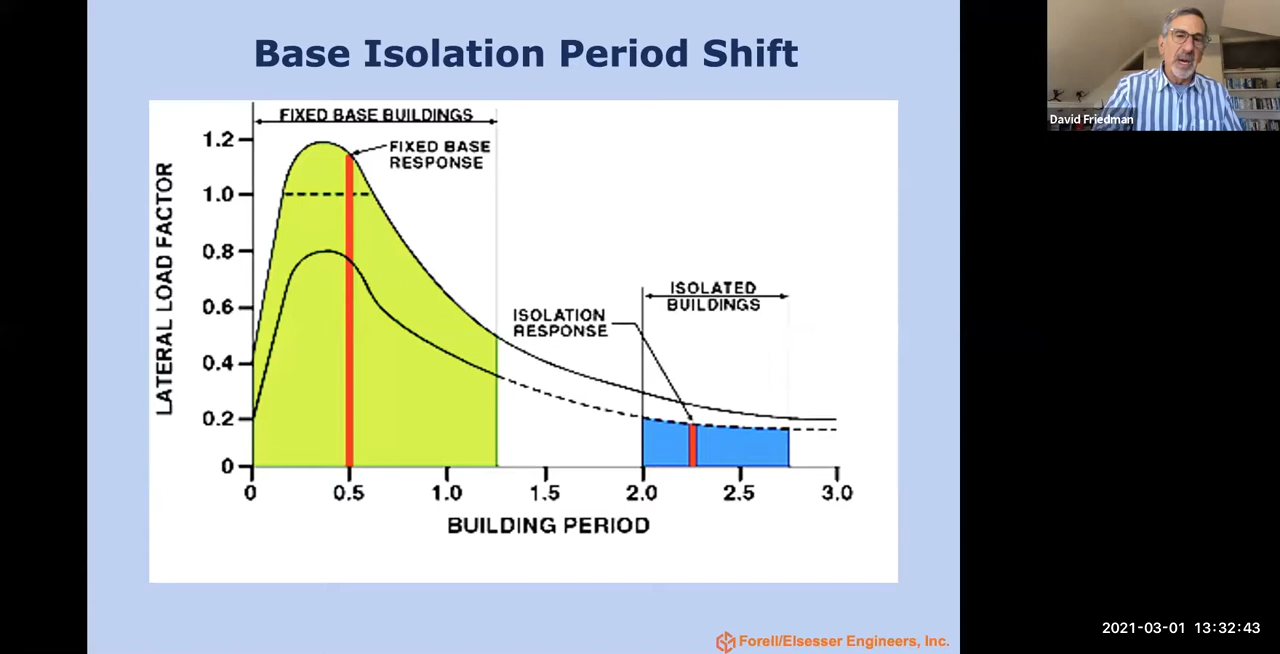 Base Isolation Period Shift
David Friedman
FIXED BASE BUILDINGS
FIXED BASE
RESPONSE
LATERAL LOAD FACTOR
1.2
1.0
0.8
0.6
0.4
0.2
0
ISOLATED
BUILDINGS
ISOLATION
RESPONSE
0
0.5
1.0
1.5
2.0
2.5
3.0
BUILDING PERIOD
2021-03-01 13:32:43
Forell/Elsesser Engineers, Inc.